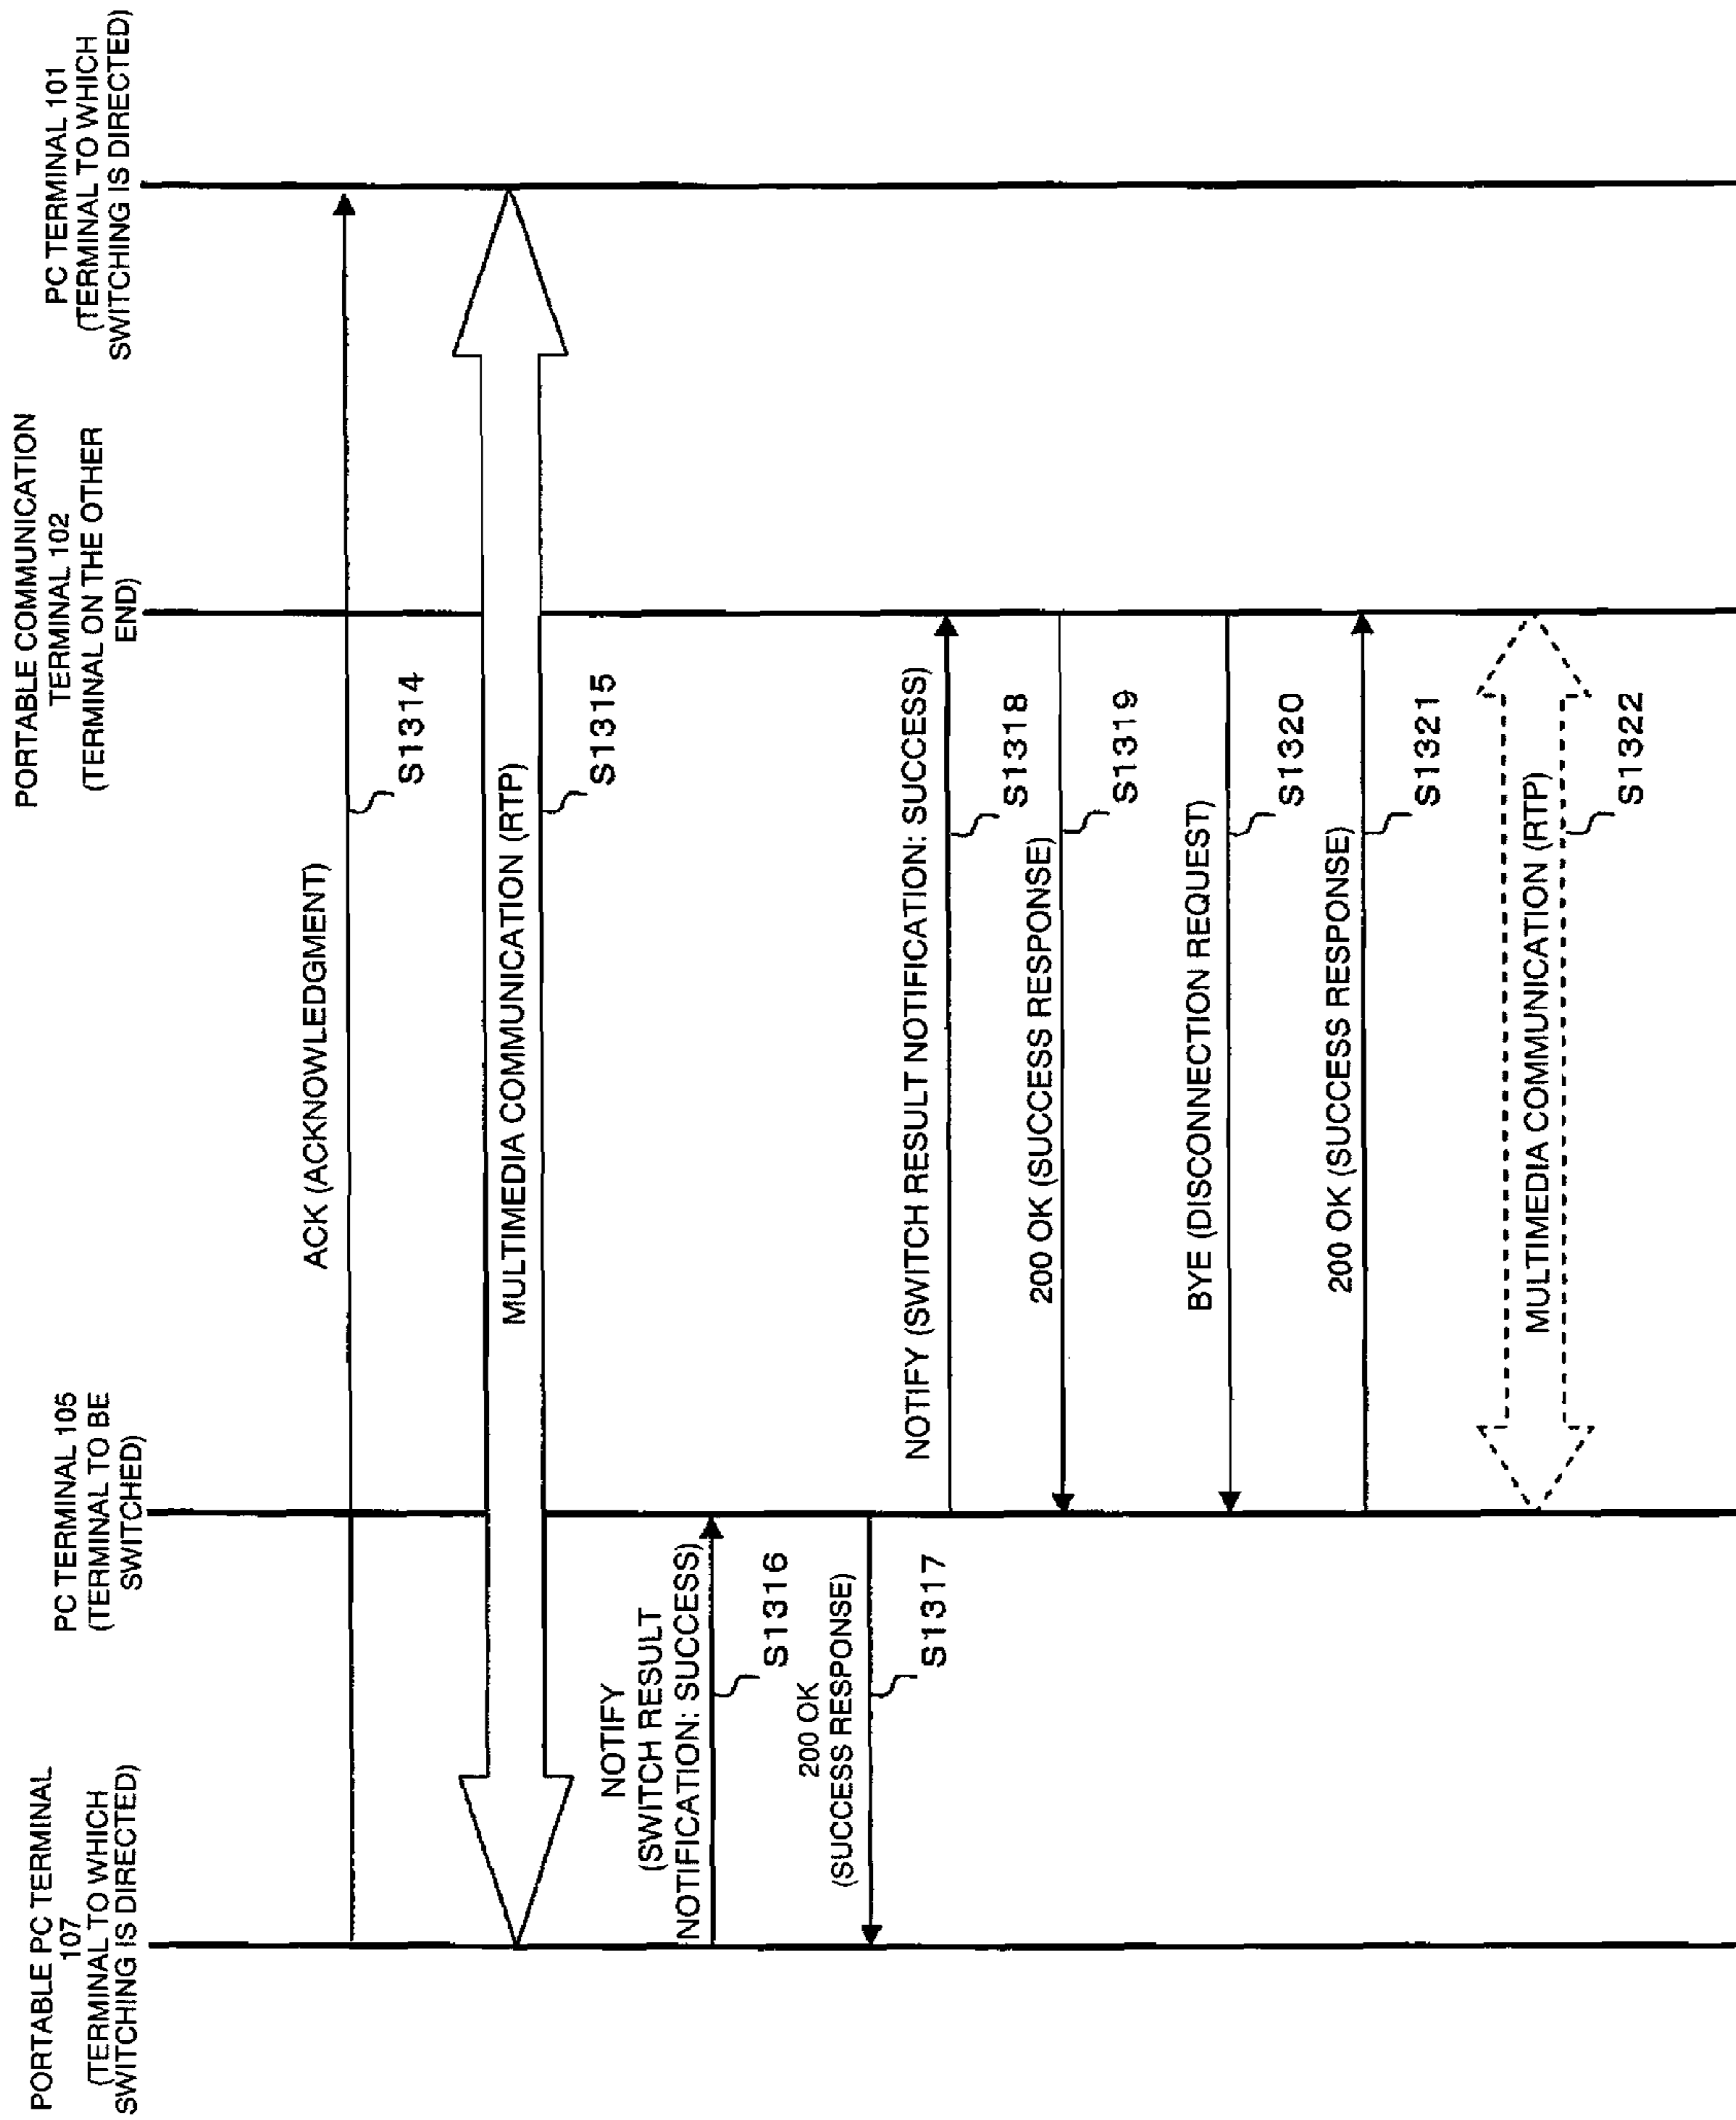 PORTABLE PC TERMINAL
107
(TERMINAL TO WHICH
SWITCHING IS DIRECTED)
PC TERMINAL 105
(TERMINAL TO BE
SWITCHED)
PORTABLE COMMUNICATION
TERMINAL 102
(TERMINAL ON THE OTHER
END)
PC TERMINAL 101
(TERMINAL TO WHICH
SWITCHING IS DIRECTED)
ACK (ACKNOWLEDGMENT)
S1314
MULTIMEDIA COMMUNICATION (RTP)
S1315
NOTIFY
(SWITCH RESULT
NOTIFICATION: SUCCESS)
S1316
200 OK
(SUCCESS RESPONSE)
S1317
NOTIFY (SWITCH RESULT NOTIFICATION: SUCCESS)
S1318
200 OK (SUCCESS RESPONSE)
S1319
BYE (DISCONNECTION REQUEST)
S1320
200 OK (SUCCESS RESPONSE)
S1321
MULTIMEDIA COMMUNICATION (RTP)
S1322